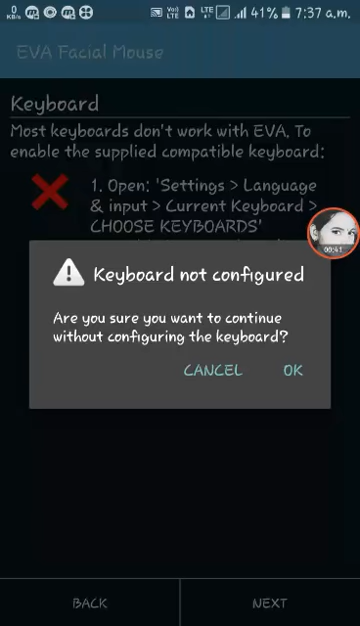 0 KB/s VoLTE LTE 41% 7:37 a.m.
EVA Facial Mouse
Keyboard
Most keyboards don't work with EVA. To
enable the supplied compatible keyboard:
1. Open: 'Settings > Language
& input > Current Keyboard >
CHOOSE KEYBOARDS'
Keyboard not configured
Are you sure you want to continue
without configuring the keyboard?
CANCEL OK
BACK NEXT